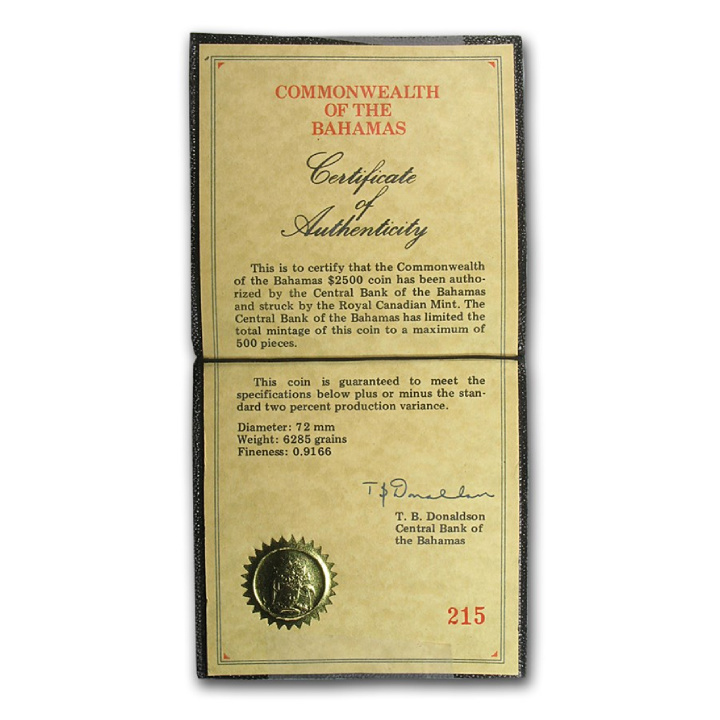 COMMONWEALTH
OF THE
BAHAMAS
Certificate
of
Authenticity
This is to certify that the Commonwealth
of the Bahamas $2500 coin has been autho-
rized by the Central Bank of the Bahamas
and struck by the Royal Canadian Mint. The
Central Bank of the Bahamas has limited the
total mintage of this coin to a maximum of
500 pieces.
This coin is guaranteed to meet the
specifications below plus or minus the stan-
dard two percent production variance.
Diameter: 72 mm
Weight: 6285 grains
Fineness: 0.9166
T B Donaldson
T. B. Donaldson
Central Bank of
the Bahamas
215